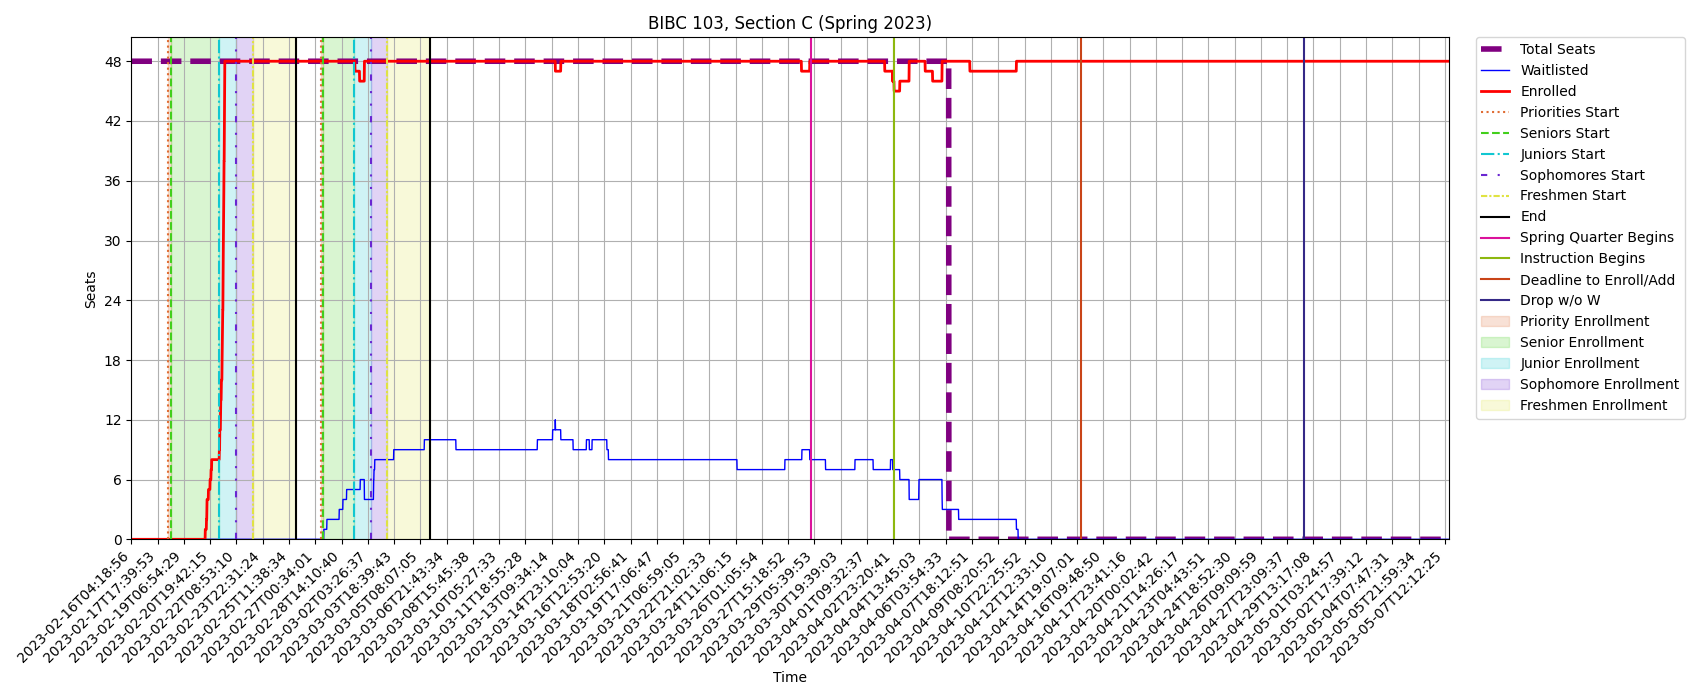 BIBC 103, Section C (Spring 2023)
Seats
48
42
36
30
24
18
12
6
0
2023-02-16T04:18:56
2023-02-17T17:39:53
2023-02-19T06:54:29
2023-02-20T19:42:15
2023-02-22T08:53:10
2023-02-23T22:31:24
2023-02-25T11:38:34
2023-02-27T00:34:01
2023-02-28T14:10:40
2023-03-02T03:26:37
2023-03-03T18:39:43
2023-03-05T08:07:05
2023-03-06T21:43:34
2023-03-08T15:45:38
2023-03-10T05:27:33
2023-03-11T18:55:28
2023-03-13T09:34:14
2023-03-14T23:10:04
2023-03-16T12:53:20
2023-03-18T02:56:41
2023-03-19T17:06:47
2023-03-21T06:59:05
2023-03-22T21:02:33
2023-03-24T11:06:15
2023-03-26T01:05:54
2023-03-27T15:18:52
2023-03-29T05:39:53
2023-03-30T19:39:03
2023-04-01T09:32:37
2023-04-02T23:20:41
2023-04-04T13:45:03
2023-04-06T03:54:33
2023-04-07T18:12:51
2023-04-09T08:20:52
2023-04-10T22:25:52
2023-04-12T12:33:10
2023-04-14T19:07:01
2023-04-16T09:48:50
2023-04-17T23:41:16
2023-04-20T00:02:42
2023-04-21T14:26:17
2023-04-23T04:43:51
2023-04-24T18:52:30
2023-04-26T09:09:59
2023-04-27T23:09:37
2023-04-29T13:17:08
2023-05-01T03:24:57
2023-05-02T17:39:12
2023-05-04T07:47:31
2023-05-05T21:59:34
2023-05-07T12:12:25
Time
Total Seats
Waitlisted
Enrolled
Priorities Start
Seniors Start
Juniors Start
Sophomores Start
Freshmen Start
End
Spring Quarter Begins
Instruction Begins
Deadline to Enroll/Add
Drop w/o W
Priority Enrollment
Senior Enrollment
Junior Enrollment
Sophomore Enrollment
Freshmen Enrollment